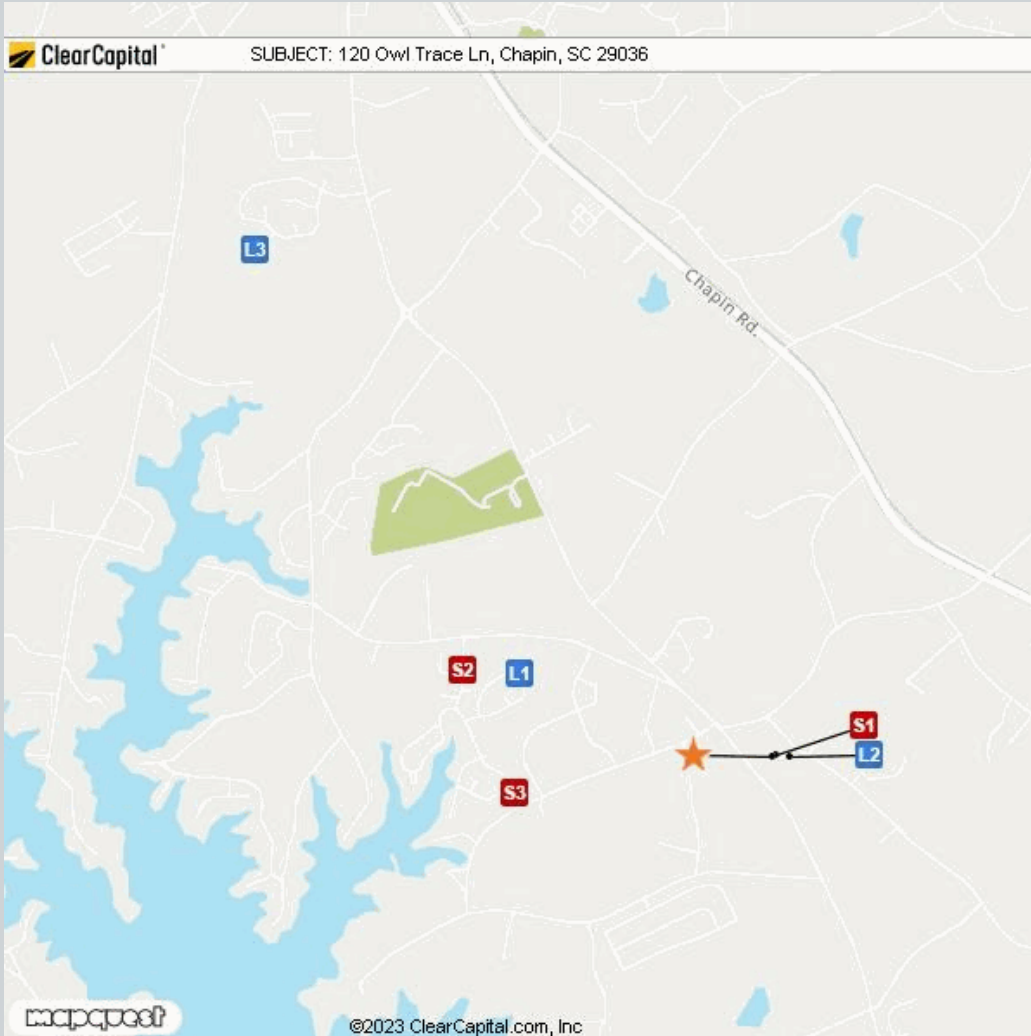 ClearCapital SUBJECT: 120 Owl Trace Ln, Chapin, SC 29036
L3
Chapin Rd.
S2
L1
S1
L2
S3
mapquest
©2023 ClearCapital.com, Inc